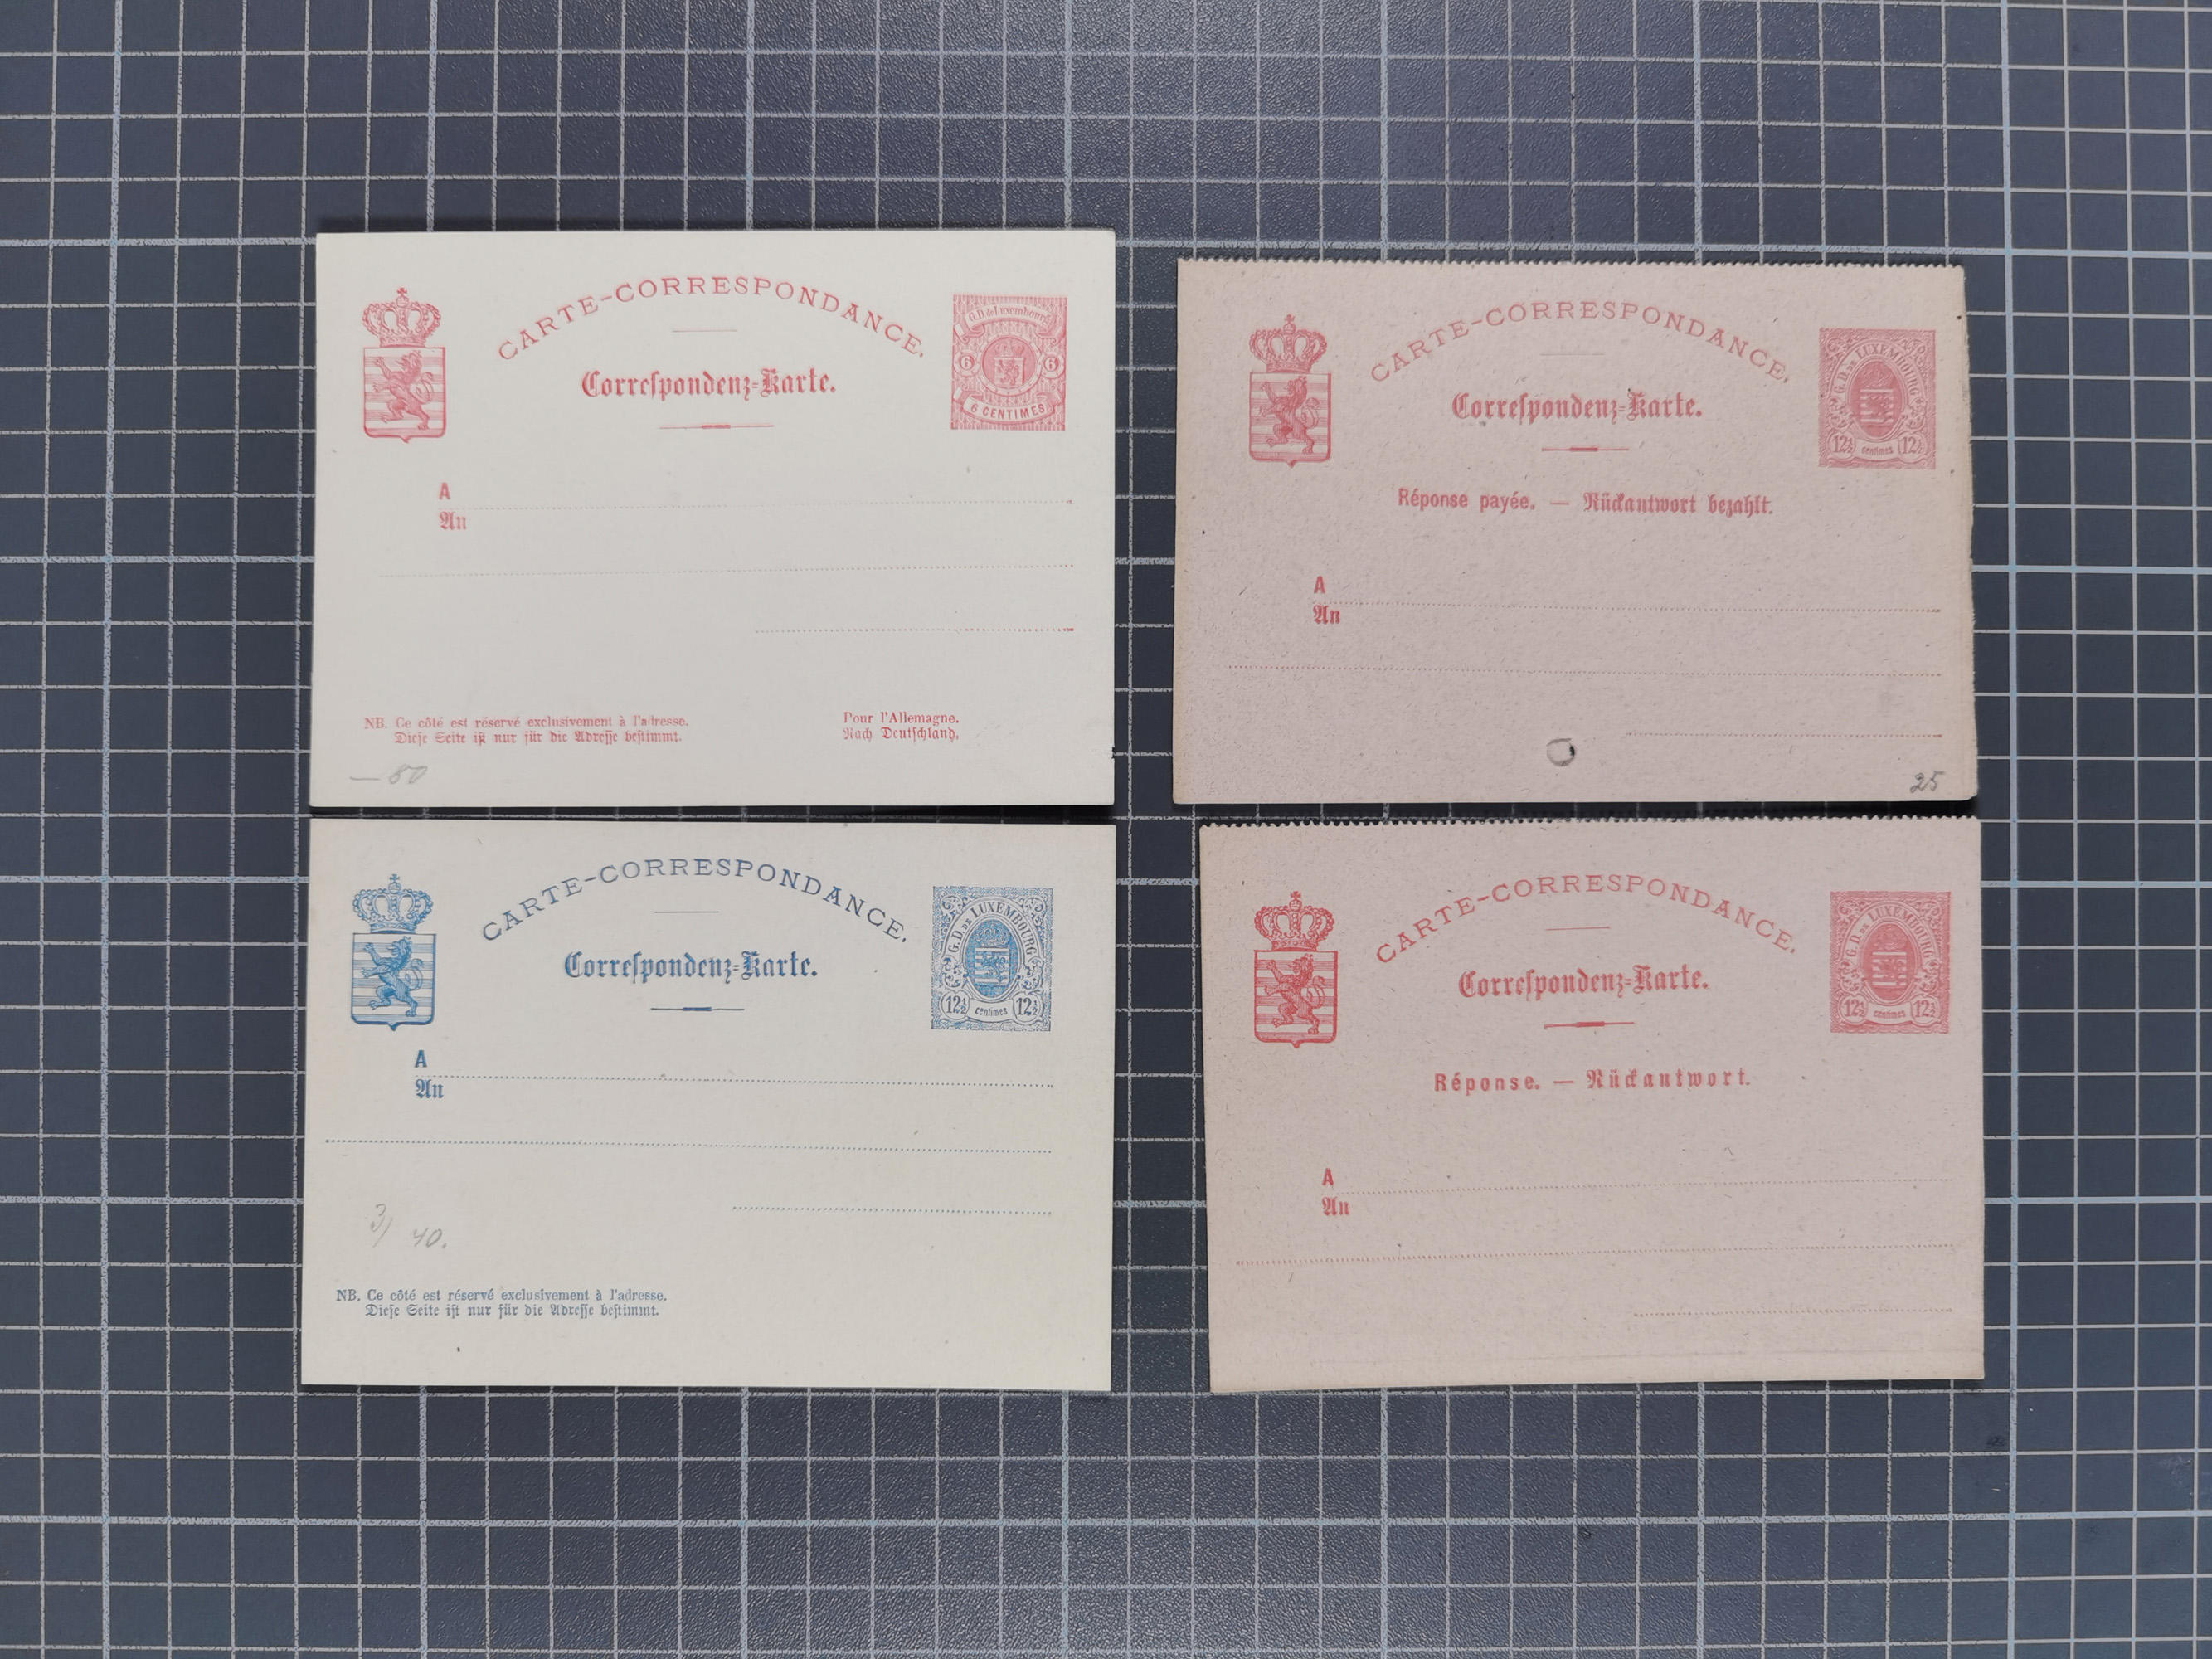 CARTE-CORRESPONDANCE.
G.D. de Luxembourg
Correſpondenz-Karte.
6 6
6 CENTIMES
A
An
NB. Ce côté est réservé exclusivement à l'adresse.
Dieſe Seite iſt nur für die Adreſſe beſtimmt.
Pour l'Allemagne.
Nach Deutſchland.
— 80
CARTE-CORRESPONDANCE.
G.D. DE LUXEMBOURG
Correſpondenz-Karte.
12½ centimes 12½
Réponse payée. — Rückantwort bezahlt.
A
An
25
CARTE-CORRESPONDANCE.
G.D. DE LUXEMBOURG
Correſpondenz-Karte.
12½ centimes 12½
A
An
3) 40.
NB. Ce côté est réservé exclusivement à l'adresse.
Dieſe Seite iſt nur für die Adreſſe beſtimmt.
CARTE-CORRESPONDANCE.
G.D. DE LUXEMBOURG
Correſpondenz-Karte.
12½ centimes 12½
Réponse. — Rückantwort.
A
An